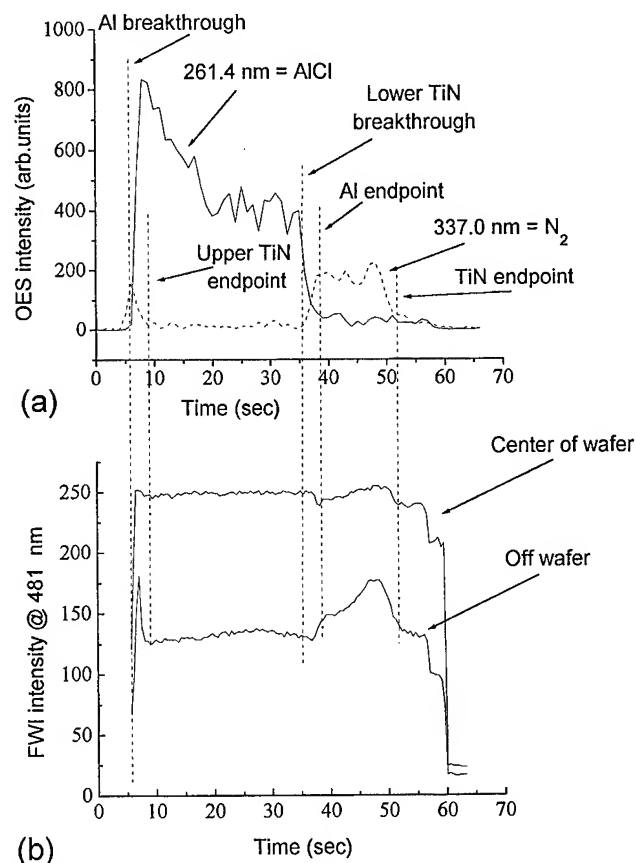 Al breakthrough
261.4 nm = AlCl
Lower TiN
breakthrough
Al endpoint
337.0 nm = N2
Upper TiN
endpoint
TiN endpoint
OES intensity (arb.units)
1000
800
600
400
200
0
0 10 20 30 40 50 60 70
Time (sec)
(a)
Center of wafer
Off wafer
FWI intensity @ 481 nm
250
200
150
100
50
0
0 10 20 30 40 50 60 70
Time (sec)
(b)